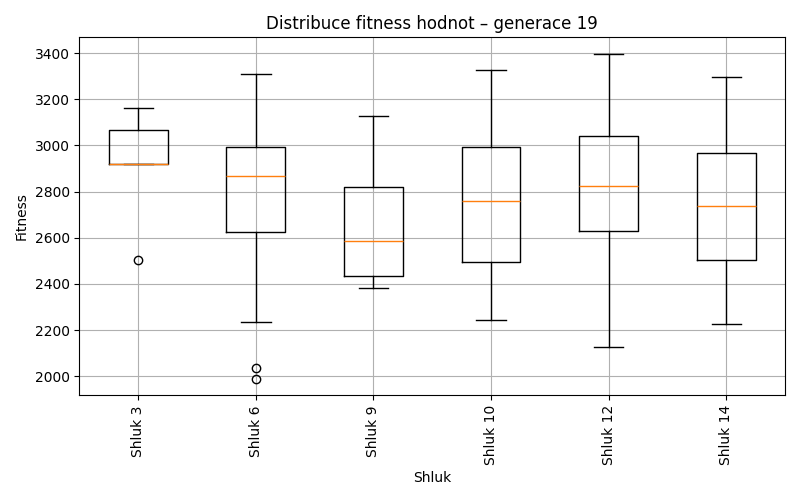 Distribuce fitness hodnot – generace 19
Fitness
3400
3200
3000
2800
2600
2400
2200
2000
Shluk 3
Shluk 6
Shluk 9
Shluk 10
Shluk 12
Shluk 14
Shluk